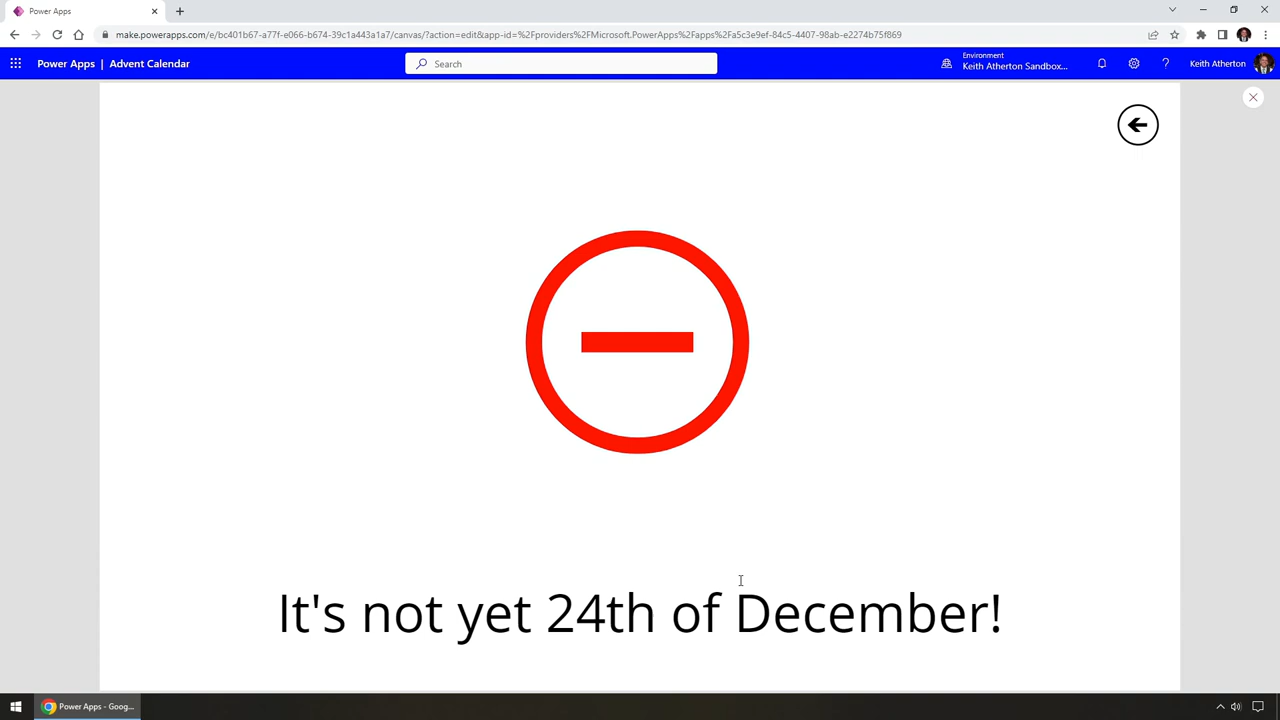 Power Apps
make.powerapps.com/e/bc401b67-a77f-e066-b674-39c1a443a1a7/canvas/?action=edit&app-id=%2Fproviders%2FMicrosoft.PowerApps%2Fapps%2Fa5c3e9ef-84c5-4407-98ab-e2274b75f869
Power Apps | Advent Calendar
Search
Environment
Keith Atherton Sandbox...
Keith Atherton
It's not yet 24th of December!
Power Apps - Goog...